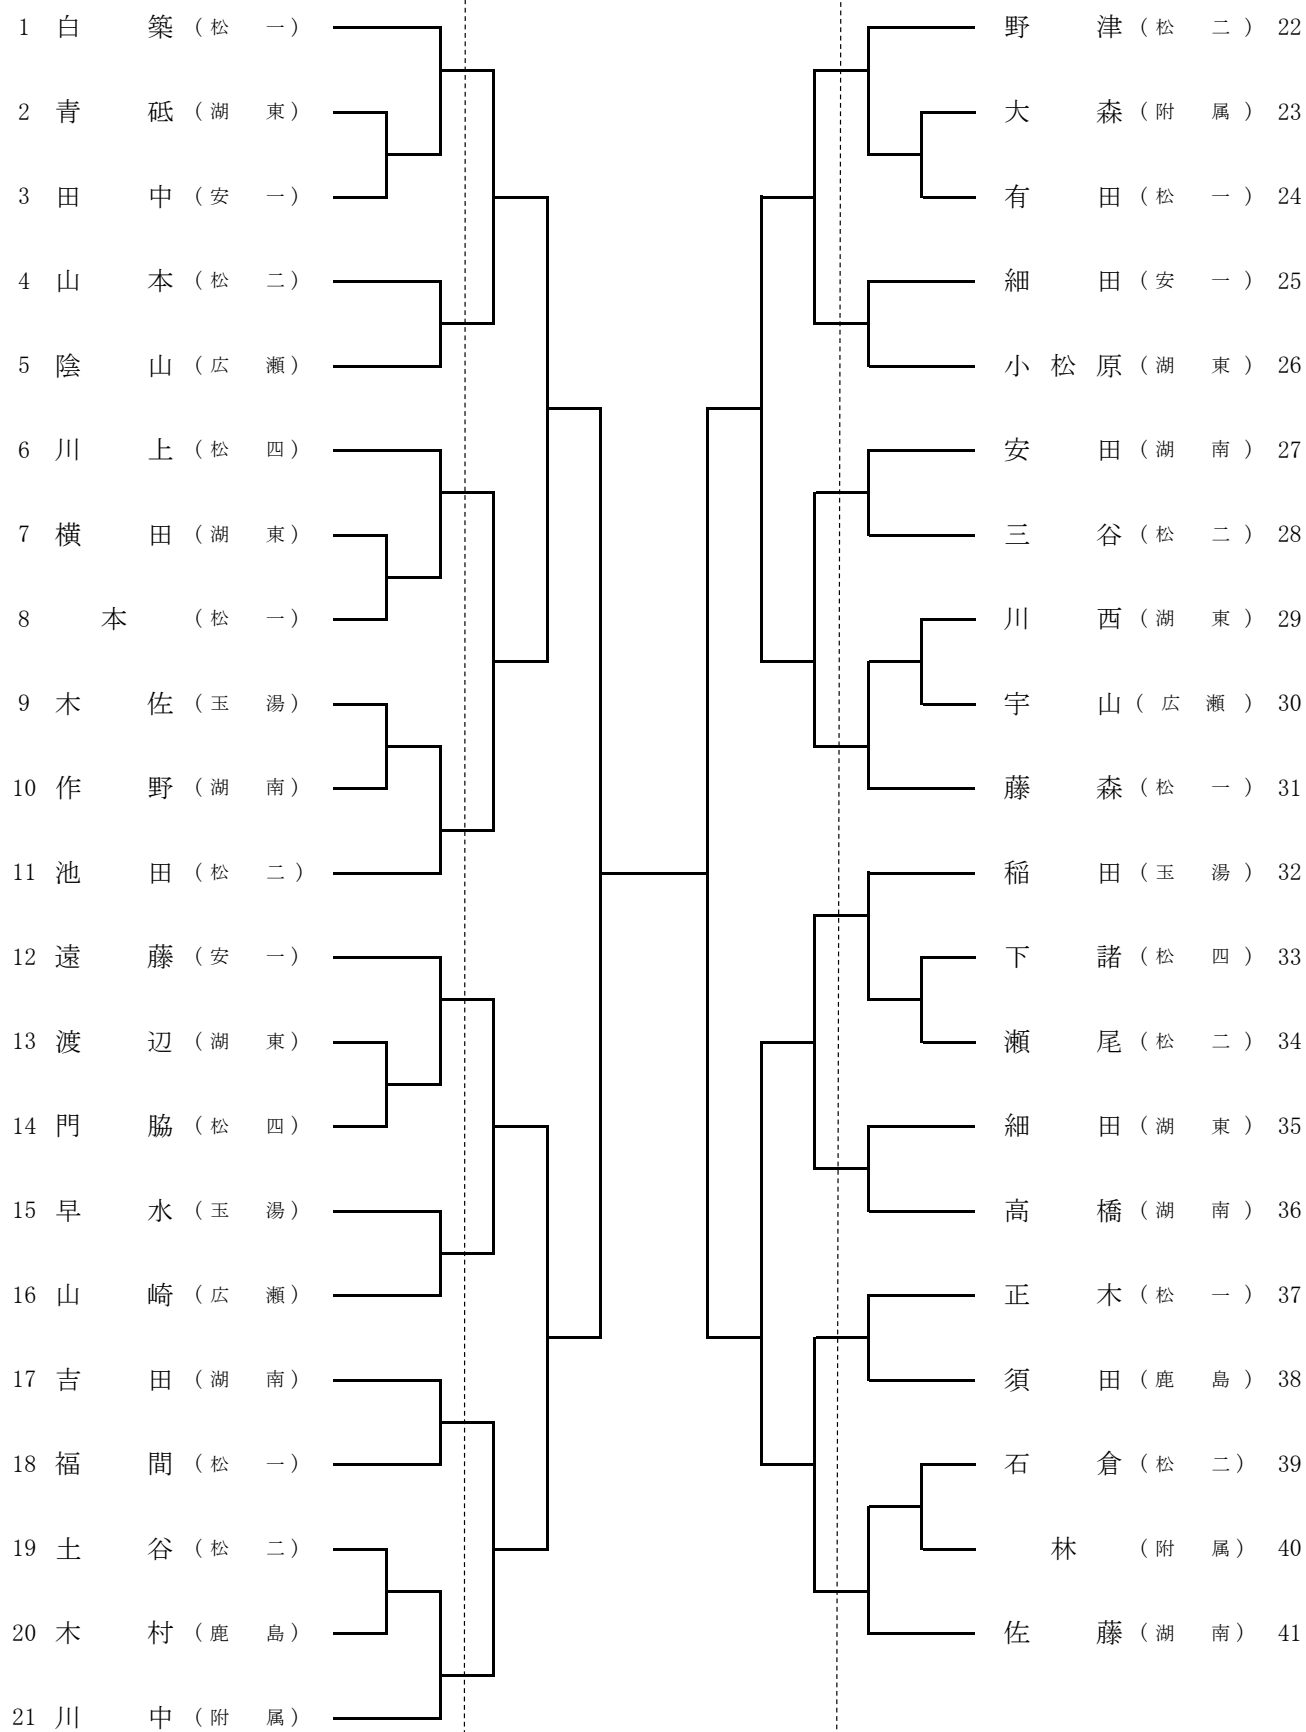 1 白 築 (松 一)
2 青 砥 (湖 東)
3 田 中 (安 一)
4 山 本 (松 二)
5 陰 山 (広 瀬)
6 川 上 (松 四)
7 横 田 (湖 東)
8 本 (松 一)
9 木 佐 (玉 湯)
10 作 野 (湖 南)
11 池 田 (松 二)
12 遠 藤 (安 一)
13 渡 辺 (湖 東)
14 門 脇 (松 四)
15 早 水 (玉 湯)
16 山 崎 (広 瀬)
17 吉 田 (湖 南)
18 福 間 (松 一)
19 土 谷 (松 二)
20 木 村 (鹿 島)
21 川 中 (附 属)
野 津 (松 二) 22
大 森 (附 属) 23
有 田 (松 一) 24
細 田 (安 一) 25
小 松 原 (湖 東) 26
安 田 (湖 南) 27
三 谷 (松 二) 28
川 西 (湖 東) 29
宇 山 (広 瀬) 30
藤 森 (松 一) 31
稲 田 (玉 湯) 32
下 諸 (松 四) 33
瀬 尾 (松 二) 34
細 田 (湖 東) 35
高 橋 (湖 南) 36
正 木 (松 一) 37
須 田 (鹿 島) 38
石 倉 (松 二) 39
林 (附 属) 40
佐 藤 (湖 南) 41